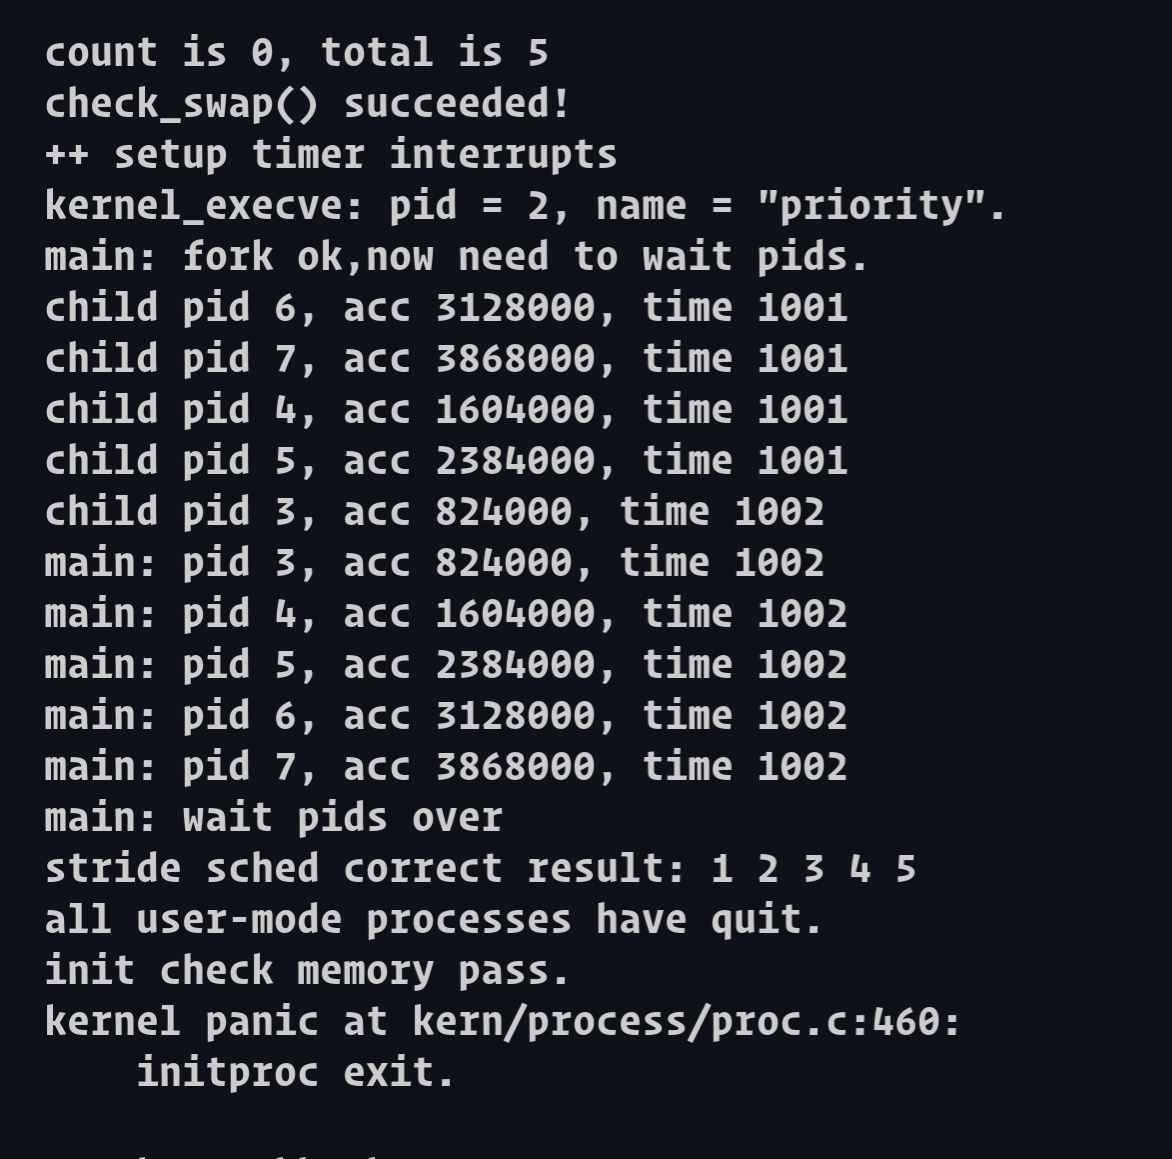 count is 0, total is 5
check_swap() succeeded!
++ setup timer interrupts
kernel_execve: pid = 2, name = "priority".
main: fork ok,now need to wait pids.
child pid 6, acc 3128000, time 1001
child pid 7, acc 3868000, time 1001
child pid 4, acc 1604000, time 1001
child pid 5, acc 2384000, time 1001
child pid 3, acc 824000, time 1002
main: pid 3, acc 824000, time 1002
main: pid 4, acc 1604000, time 1002
main: pid 5, acc 2384000, time 1002
main: pid 6, acc 3128000, time 1002
main: pid 7, acc 3868000, time 1002
main: wait pids over
stride sched correct result: 1 2 3 4 5
all user-mode processes have quit.
init check memory pass.
kernel panic at kern/process/proc.c:460:
    initproc exit.